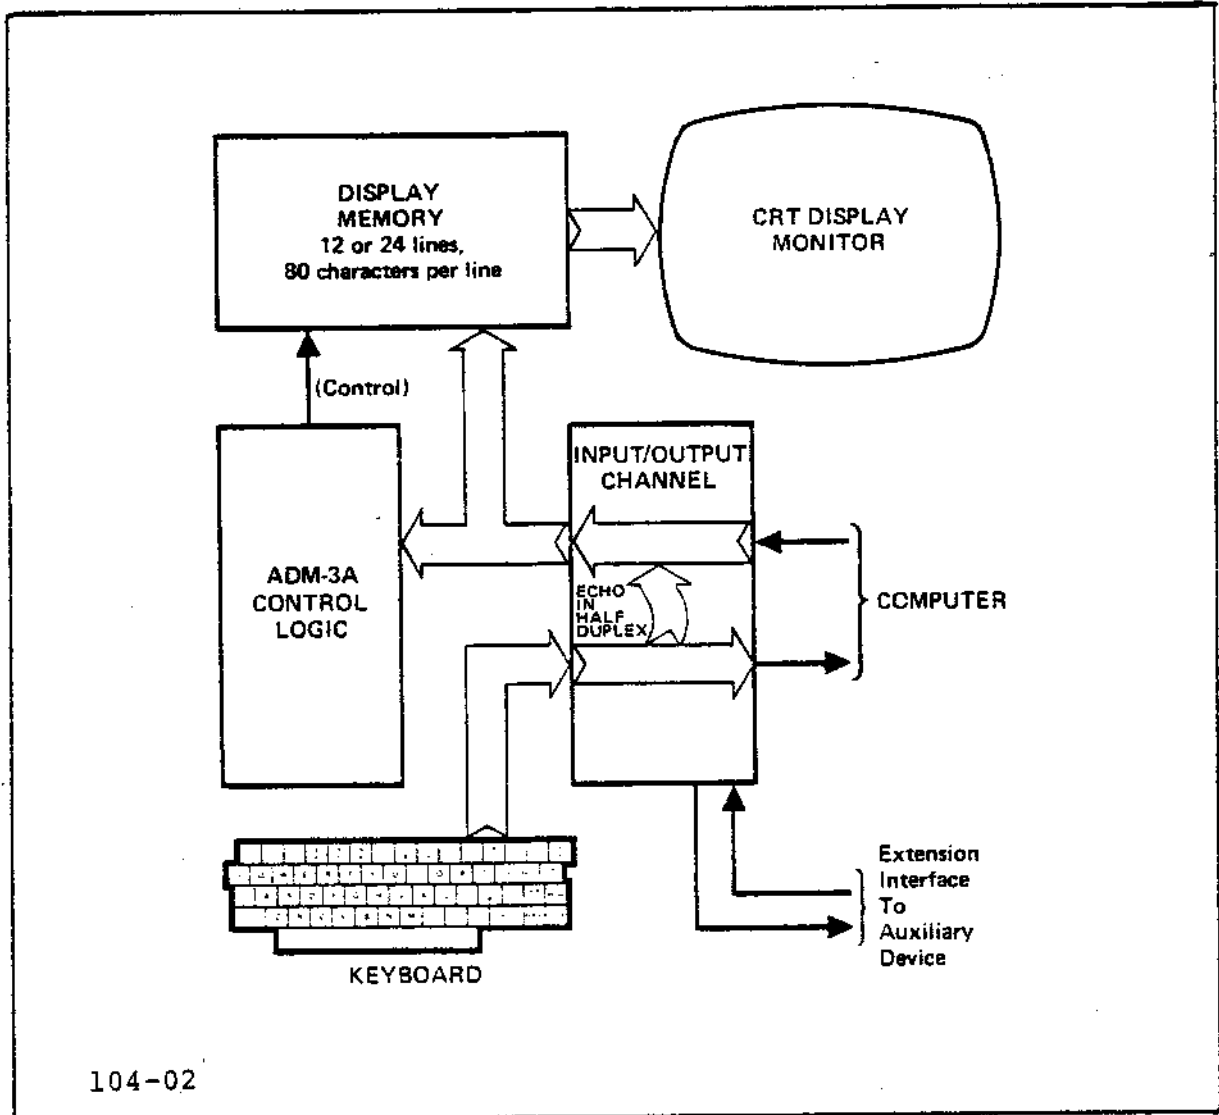 DISPLAY
MEMORY
12 or 24 lines,
80 characters per line
CRT DISPLAY
MONITOR
(Control)
INPUT/OUTPUT
CHANNEL
ADM-3A
CONTROL
LOGIC
ECHO
IN
HALF
DUPLEX
COMPUTER
KEYBOARD
Extension
Interface
To
Auxiliary
Device
104-02